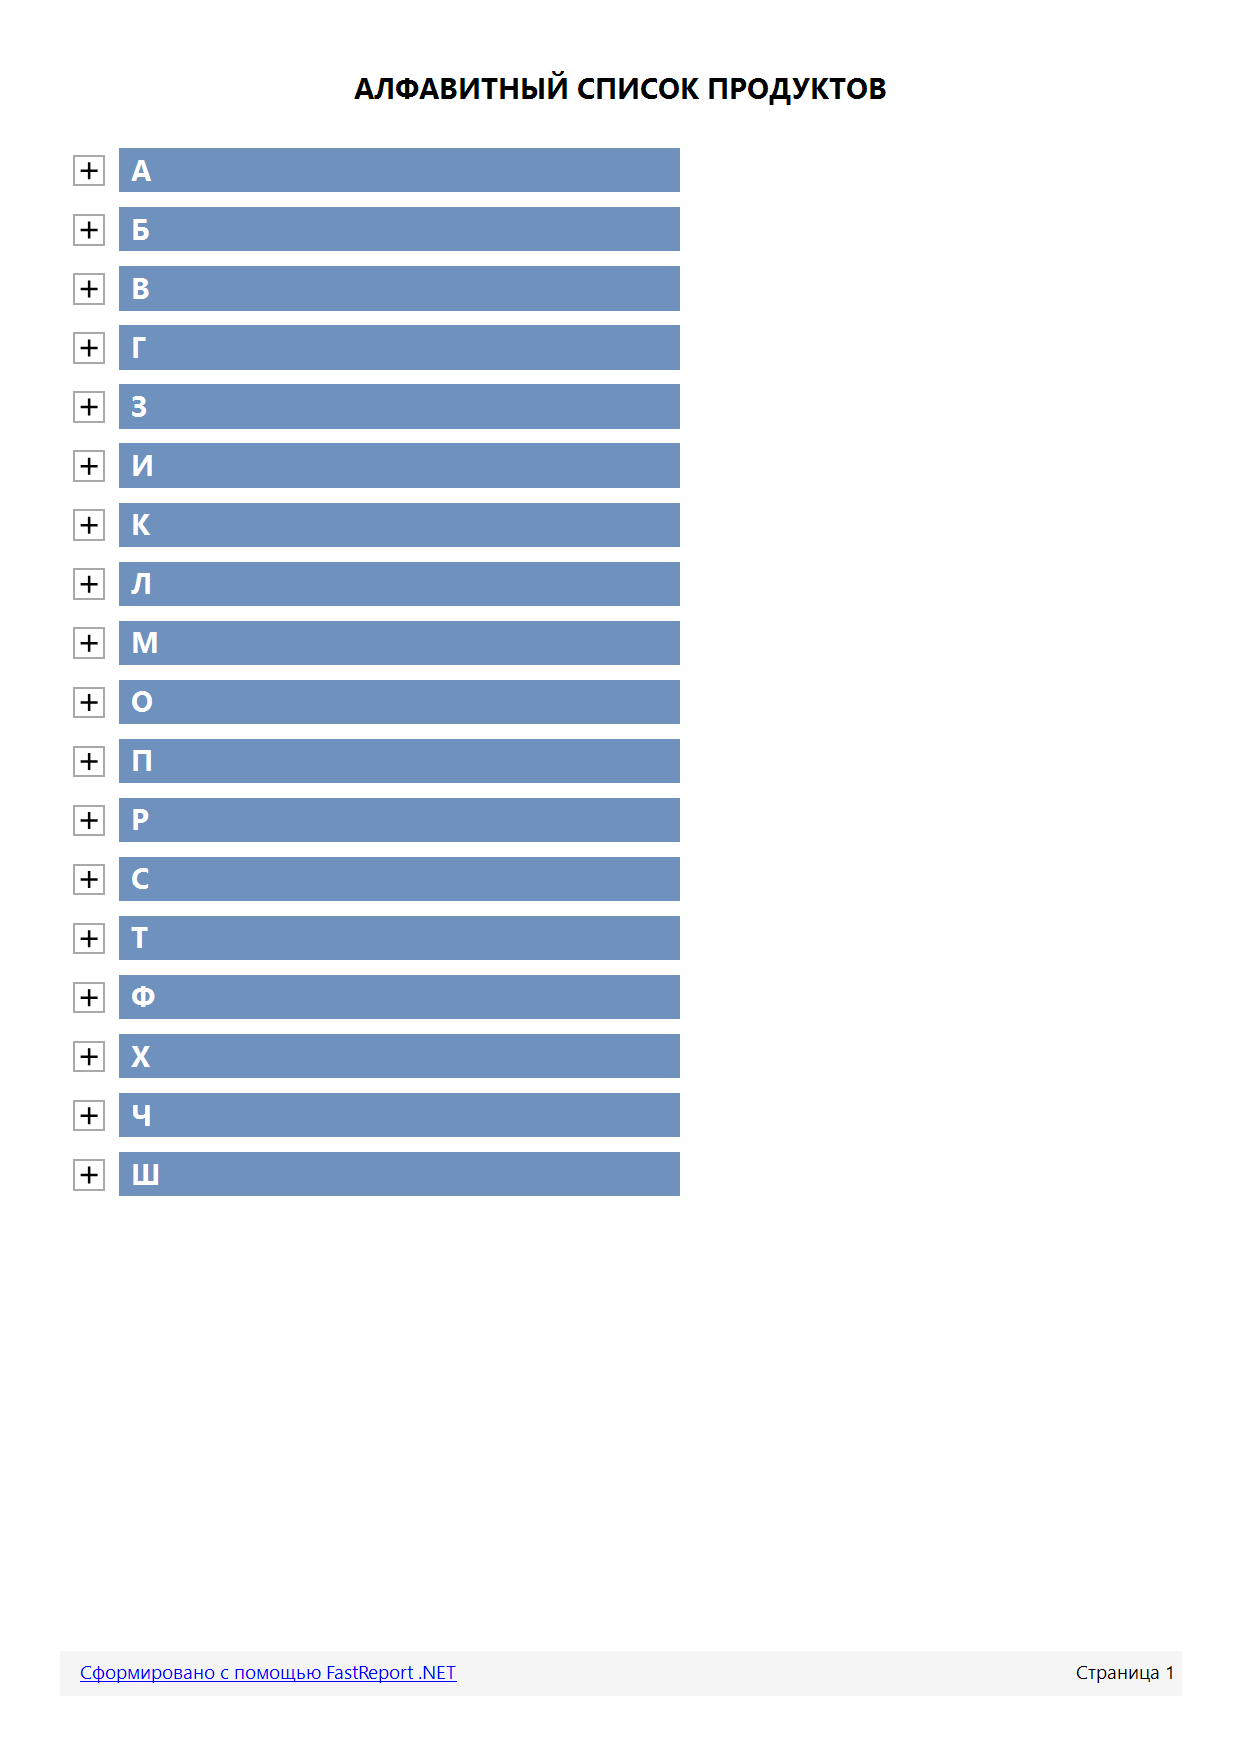 АЛФАВИТНЫЙ СПИСОК ПРОДУКТОВ
+ А
+ Б
+ В
+ Г
+ З
+ И
+ К
+ Л
+ М
+ О
+ П
+ Р
+ С
+ Т
+ Ф
+ Х
+ Ч
+ Ш
Сформировано с помощью FastReport .NET Страница 1